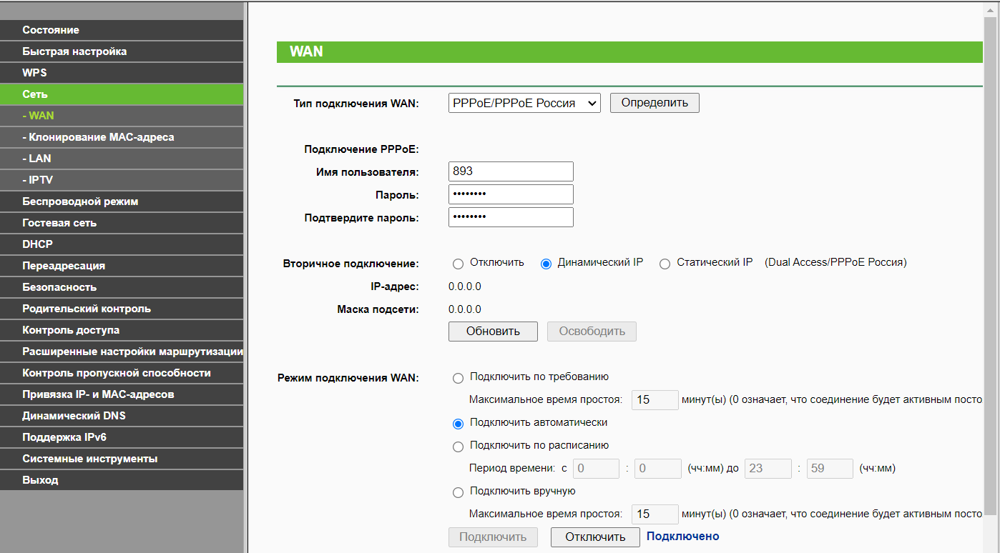 Состояние
Быстрая настройка
WPS
Сеть
- WAN
- Клонирование MAC-адреса
- LAN
- IPTV
Беспроводной режим
Гостевая сеть
DHCP
Переадресация
Безопасность
Родительский контроль
Контроль доступа
Расширенные настройки маршрутизации
Контроль пропускной способности
Привязка IP- и MAC-адресов
Динамический DNS
Поддержка IPv6
Системные инструменты
Выход
WAN
Тип подключения WAN: PPPoE/PPPoE Россия Определить
Подключение PPPoE:
Имя пользователя: 893
Пароль: ••••••••
Подтвердите пароль: ••••••••
Вторичное подключение: Отключить Динамический IP Статический IP (Dual Access/PPPoE Россия)
IP-адрес: 0.0.0.0
Маска подсети: 0.0.0.0
Обновить Освободить
Режим подключения WAN: Подключить по требованию
Максимальное время простоя: 15 минут(ы) (0 означает, что соединение будет активным посто
Подключить автоматически
Подключить по расписанию
Период времени: с 0 : 0 (чч:мм) до 23 : 59 (чч:мм)
Подключить вручную
Максимальное время простоя: 15 минут(ы) (0 означает, что соединение будет активным посто
Подключить Отключить Подключено